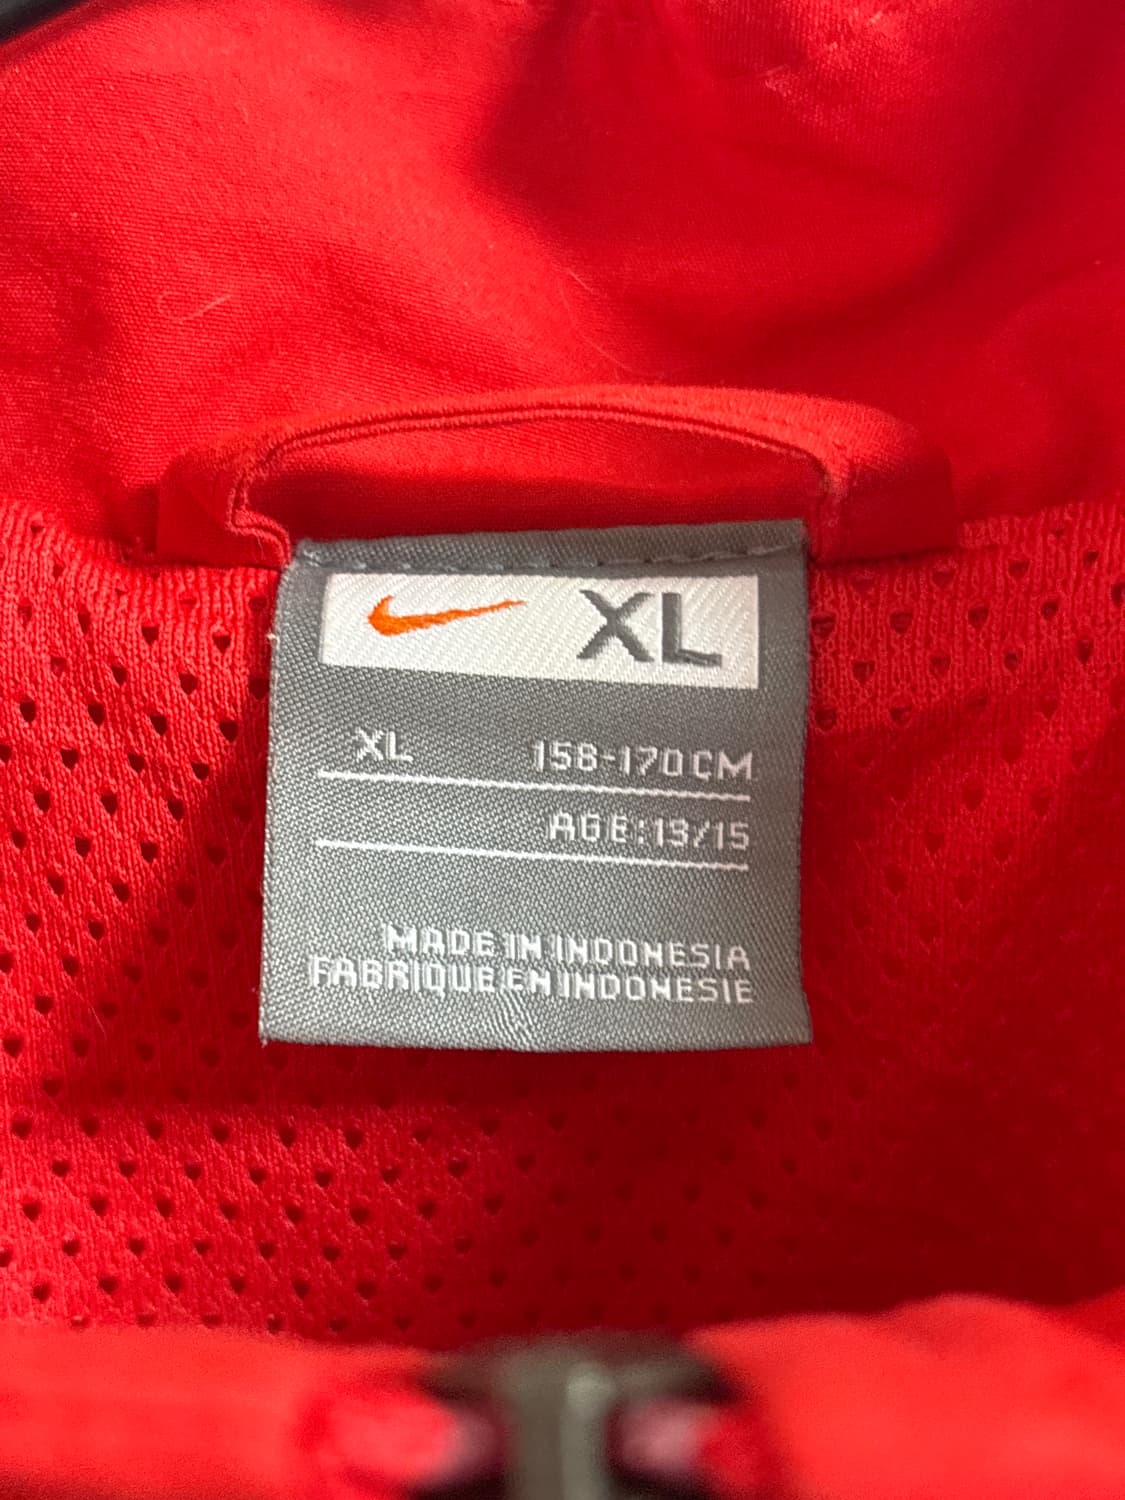 XL
XL 158-170CM
AGE:13/15
MADE IN INDONESIA
FABRIQUE EN INDONESIE